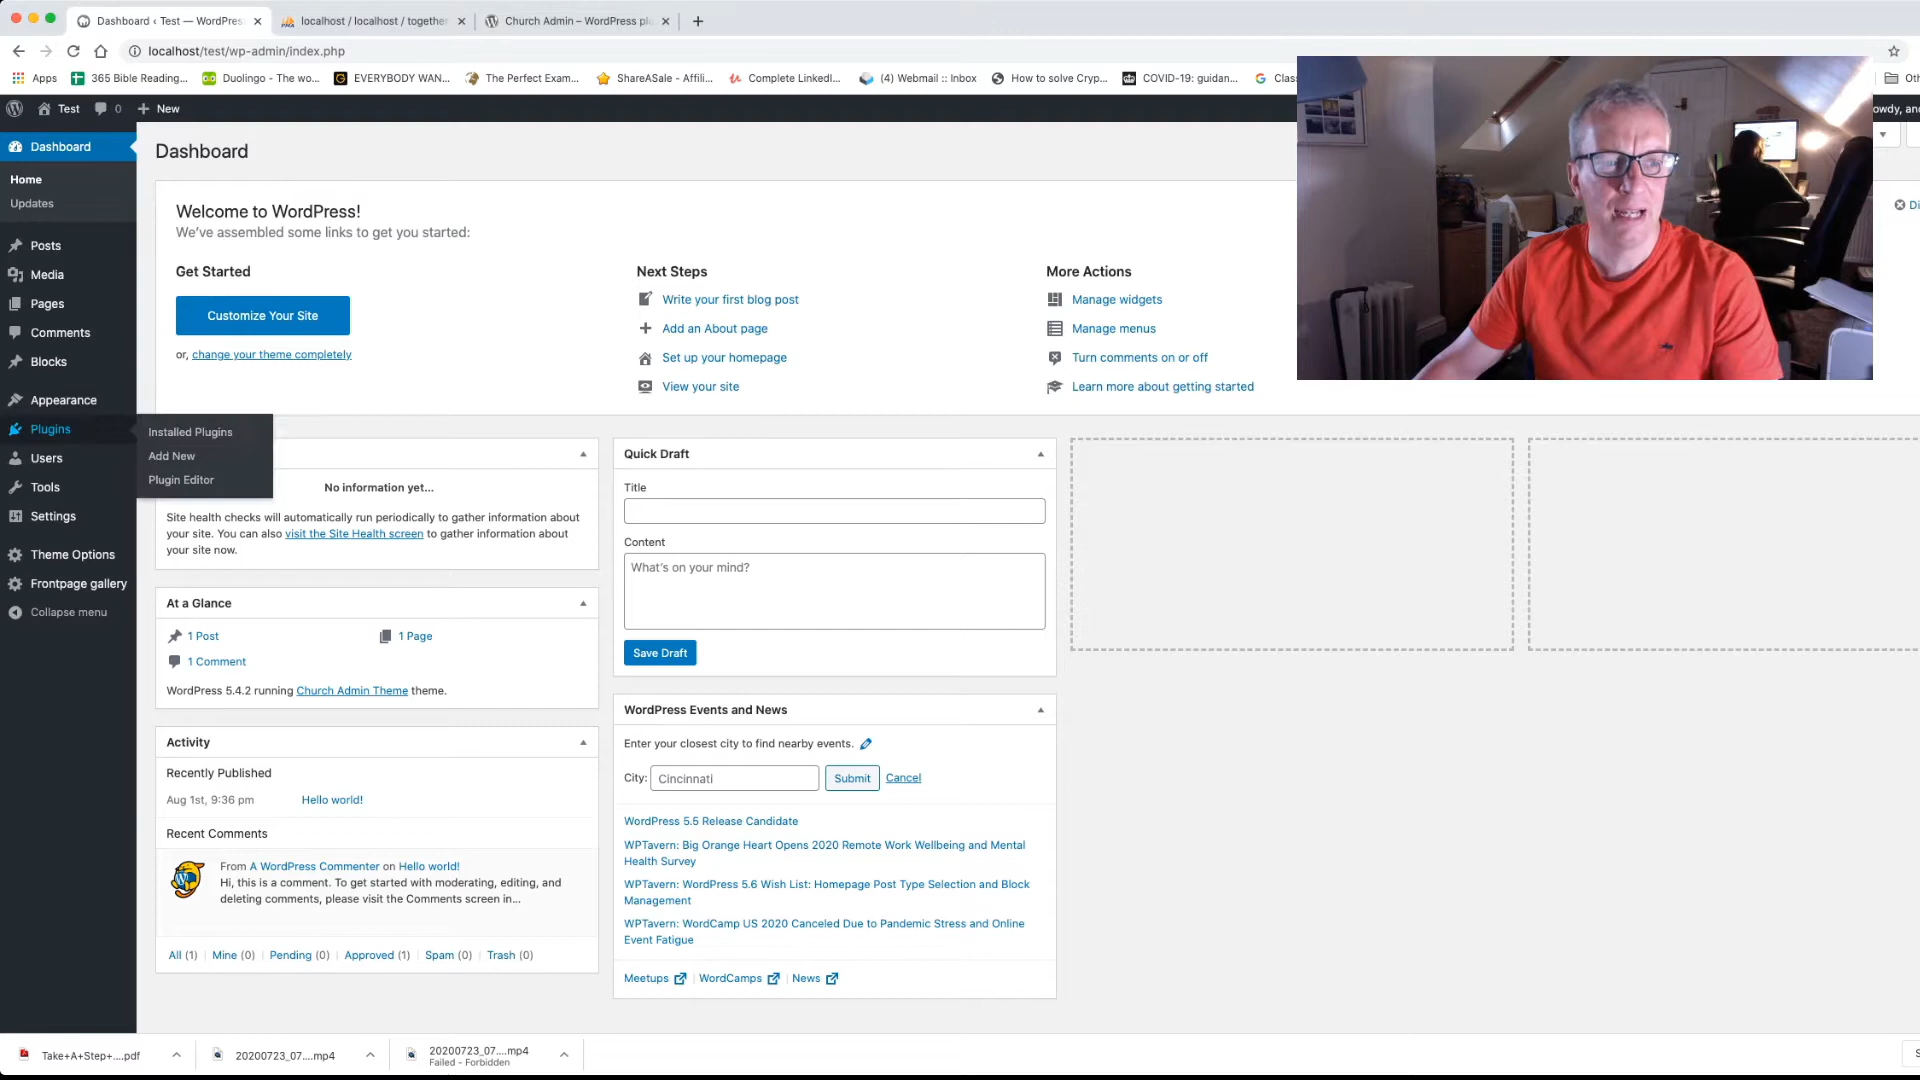 Dashboard ‹ Test — WordPres
localhost / localhost / together
Church Admin – WordPress plu
localhost/test/wp-admin/index.php
Apps
365 Bible Reading...
Duolingo - The wo...
EVERYBODY WAN...
The Perfect Exam...
ShareASale - Affili...
Complete LinkedI...
(4) Webmail :: Inbox
How to solve Cryp...
COVID-19: guidan...
Clas
Oth
Test
0
New
owdy, and
Dashboard
Home
Updates
Posts
Media
Pages
Comments
Blocks
Appearance
Plugins
Users
Tools
Settings
Theme Options
Frontpage gallery
Collapse menu
Installed Plugins
Add New
Plugin Editor
Dashboard
Welcome to WordPress!
We've assembled some links to get you started:
Di
Get Started
Customize Your Site
or, change your theme completely
Next Steps
Write your first blog post
Add an About page
Set up your homepage
View your site
More Actions
Manage widgets
Manage menus
Turn comments on or off
Learn more about getting started
No information yet...
Site health checks will automatically run periodically to gather information about
your site. You can also visit the Site Health screen to gather information about
your site now.
At a Glance
1 Post
1 Page
1 Comment
WordPress 5.4.2 running Church Admin Theme theme.
Activity
Recently Published
Aug 1st, 9:36 pm Hello world!
Recent Comments
From A WordPress Commenter on Hello world!
Hi, this is a comment. To get started with moderating, editing, and
deleting comments, please visit the Comments screen in...
All (1) | Mine (0) | Pending (0) | Approved (1) | Spam (0) | Trash (0)
Quick Draft
Title
Content
What's on your mind?
Save Draft
WordPress Events and News
Enter your closest city to find nearby events.
City: Cincinnati Submit Cancel
WordPress 5.5 Release Candidate
WPTavern: Big Orange Heart Opens 2020 Remote Work Wellbeing and Mental
Health Survey
WPTavern: WordPress 5.6 Wish List: Homepage Post Type Selection and Block
Management
WPTavern: WordCamp US 2020 Canceled Due to Pandemic Stress and Online
Event Fatigue
Meetups | WordCamps | News
Take+A+Step+....pdf
20200723_07....mp4
20200723_07....mp4
Failed - Forbidden
S